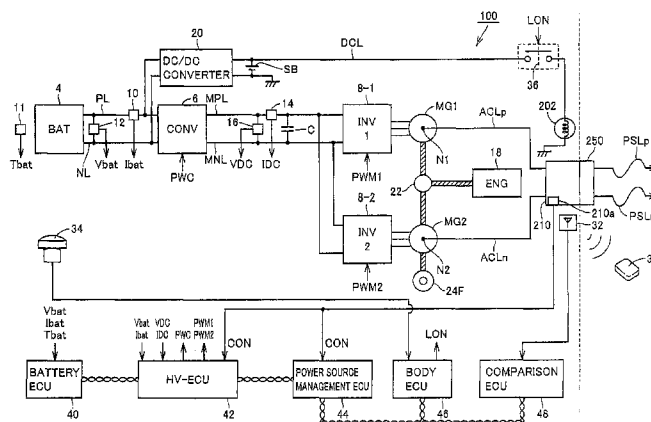 100
20
DC/DC CONVERTER
SB
DCL
LON
36
202
4
PL
10
6
MPL
14
8-1
MG1
ACLp
250
PSLp
11
BAT
12
CONV
16
C
INV 1
N1
18
ENG
Tbat
NL
Vbat
Ibat
PWC
MNL
VDC
IDC
PWM1
22
8-2
MG2
210
210a
32
PSL
34
INV 2
N2
ACLn
PWM2
24F
3
Vbat
Ibat
Tbat
Vbat
Ibat
VDC
IDC
PWC
PWM1
PWM2
CON
CON
LON
BATTERY ECU
HV-ECU
POWER SOURCE MANAGEMENT ECU
BODY ECU
COMPARISON ECU
40
42
44
46